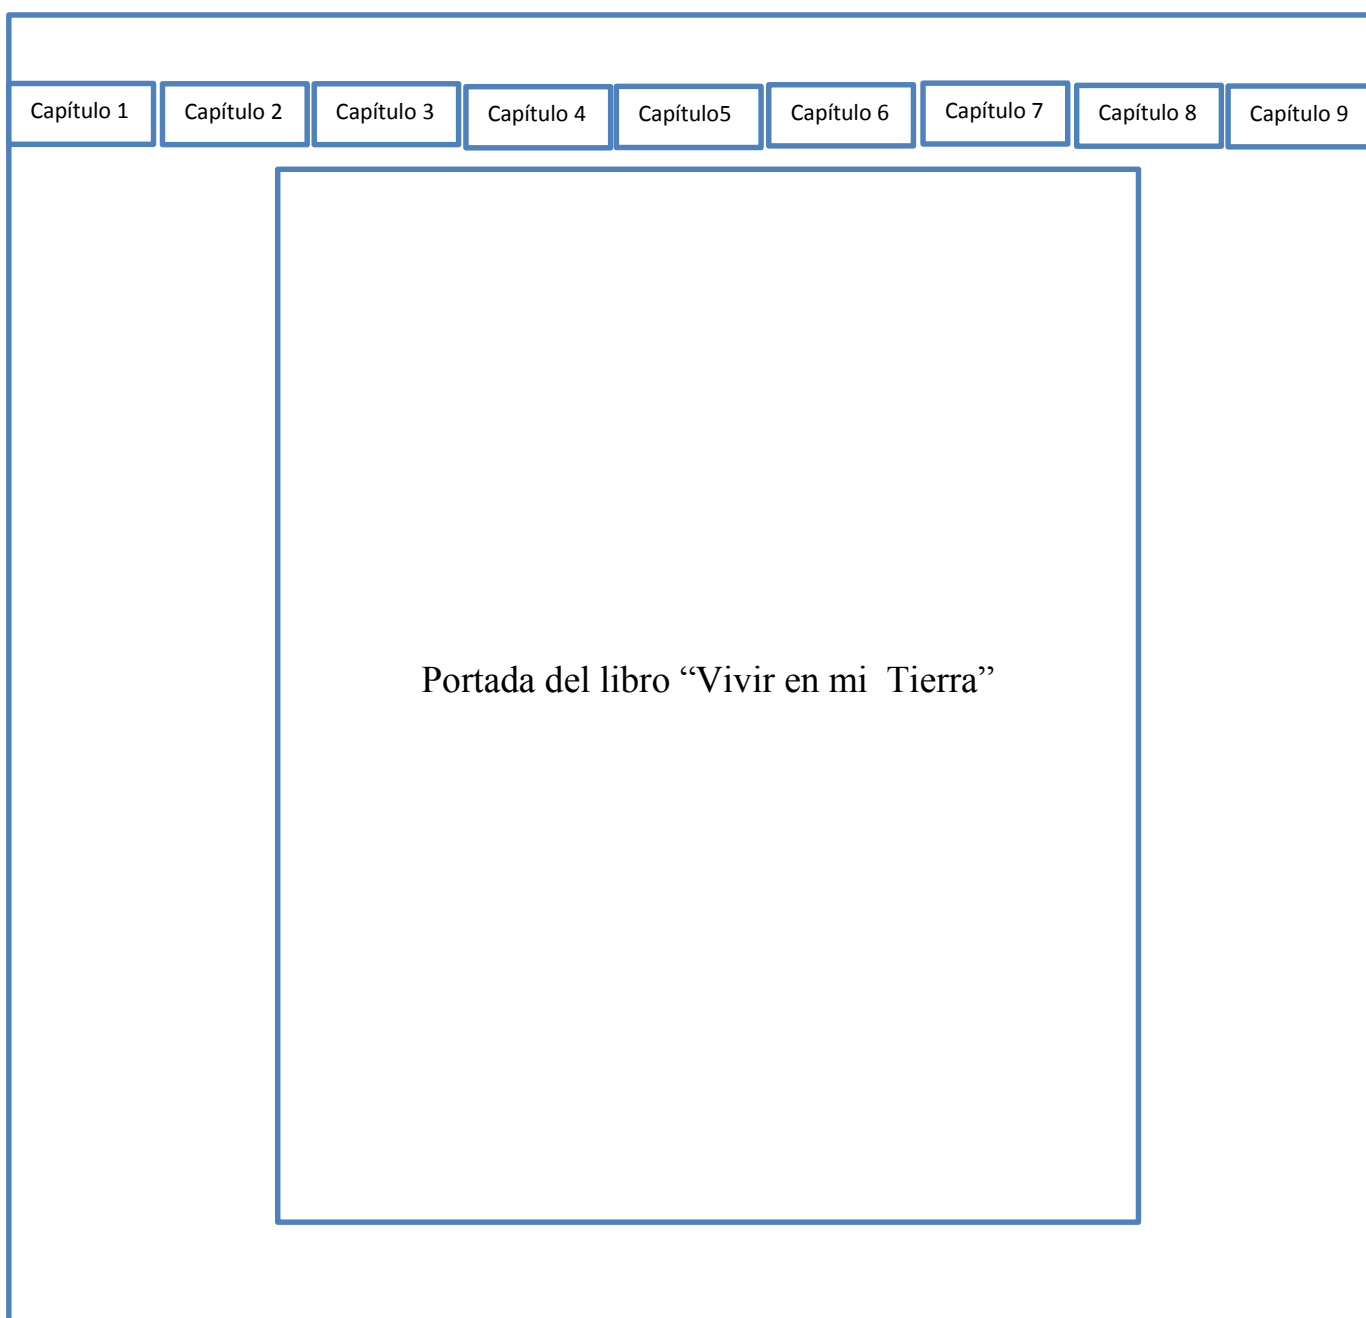 Capítulo 1
Capítulo 2
Capítulo 3
Capítulo 4
Capítulo5
Capítulo 6
Capítulo 7
Capítulo 8
Capítulo 9
Portada del libro “Vivir en mi  Tierra”